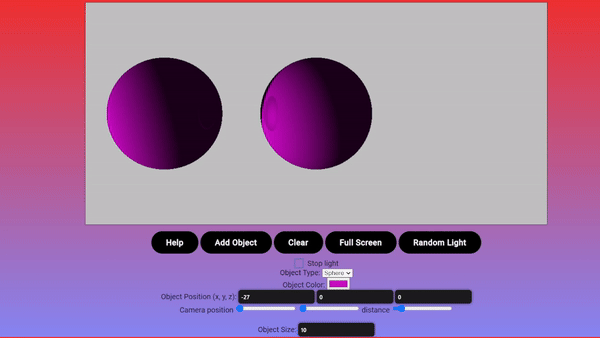 Help Add Object Clear Full Screen Random Light
Stop light
Object Type: Sphere
Object Color:
Object Position (x, y, z): -27 0 0
Camera position distance
Object Size: 10